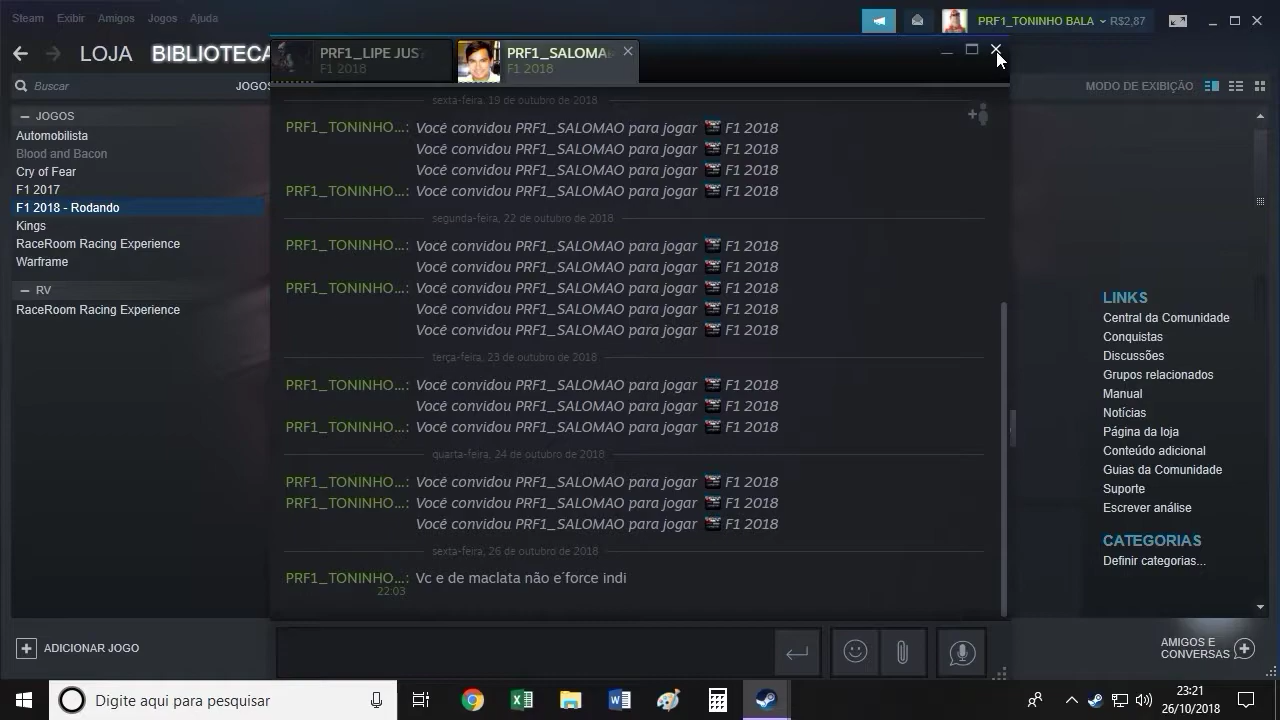 Steam Exibir Amigos Jogos Ajuda
PRF1_TONINHO BALA R$2,87
LOJA BIBLIOTECA
PRF1_LIPE JUS
F1 2018
PRF1_SALOMA
F1 2018
Buscar JOGOS
MODO DE EXIBIÇÃO
JOGOS
Automobilista
Blood and Bacon
Cry of Fear
F1 2017
F1 2018 - Rodando
Kings
RaceRoom Racing Experience
Warframe
RV
RaceRoom Racing Experience
sexta-feira, 19 de outubro de 2018
PRF1_TONINHO...: Você convidou PRF1_SALOMAO para jogar F1 2018
Você convidou PRF1_SALOMAO para jogar F1 2018
Você convidou PRF1_SALOMAO para jogar F1 2018
PRF1_TONINHO...: Você convidou PRF1_SALOMAO para jogar F1 2018
segunda-feira, 22 de outubro de 2018
PRF1_TONINHO...: Você convidou PRF1_SALOMAO para jogar F1 2018
Você convidou PRF1_SALOMAO para jogar F1 2018
PRF1_TONINHO...: Você convidou PRF1_SALOMAO para jogar F1 2018
Você convidou PRF1_SALOMAO para jogar F1 2018
Você convidou PRF1_SALOMAO para jogar F1 2018
terça-feira, 23 de outubro de 2018
PRF1_TONINHO...: Você convidou PRF1_SALOMAO para jogar F1 2018
Você convidou PRF1_SALOMAO para jogar F1 2018
PRF1_TONINHO...: Você convidou PRF1_SALOMAO para jogar F1 2018
quarta-feira, 24 de outubro de 2018
PRF1_TONINHO...: Você convidou PRF1_SALOMAO para jogar F1 2018
PRF1_TONINHO...: Você convidou PRF1_SALOMAO para jogar F1 2018
Você convidou PRF1_SALOMAO para jogar F1 2018
sexta-feira, 26 de outubro de 2018
PRF1_TONINHO...: Vc e de maclata não e´force indi
22:03
LINKS
Central da Comunidade
Conquistas
Discussões
Grupos relacionados
Manual
Notícias
Página da loja
Conteúdo adicional
Guias da Comunidade
Suporte
Escrever análise
CATEGORIAS
Definir categorias...
ADICIONAR JOGO
AMIGOS E
CONVERSAS
Digite aqui para pesquisar
23:21
26/10/2018